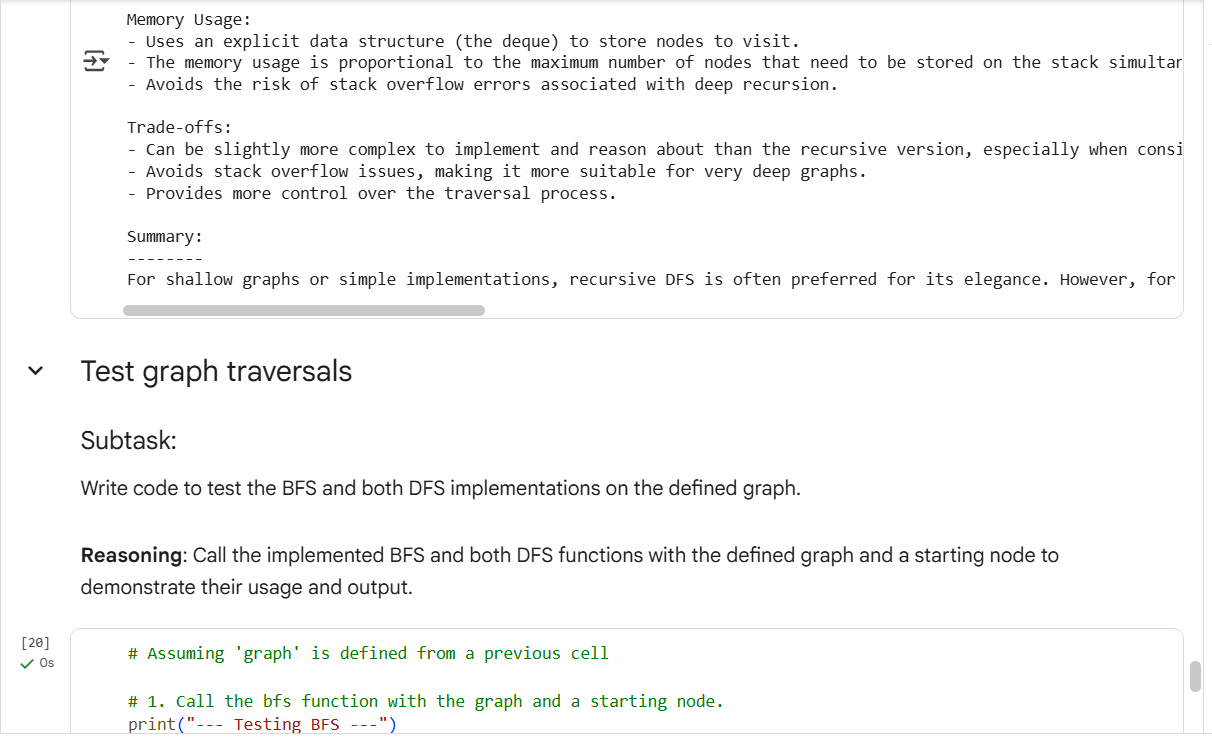 Memory Usage:
- Uses an explicit data structure (the deque) to store nodes to visit.
- The memory usage is proportional to the maximum number of nodes that need to be stored on the stack simultan
- Avoids the risk of stack overflow errors associated with deep recursion.
Trade-offs:
- Can be slightly more complex to implement and reason about than the recursive version, especially when consi
- Avoids stack overflow issues, making it more suitable for very deep graphs.
- Provides more control over the traversal process.
Summary:
--------
For shallow graphs or simple implementations, recursive DFS is often preferred for its elegance. However, for
Test graph traversals
Subtask:
Write code to test the BFS and both DFS implementations on the defined graph.
Reasoning: Call the implemented BFS and both DFS functions with the defined graph and a starting node to
demonstrate their usage and output.
[20]
0s
# Assuming 'graph' is defined from a previous cell
# 1. Call the bfs function with the graph and a starting node.
print("--- Testing BFS ---")